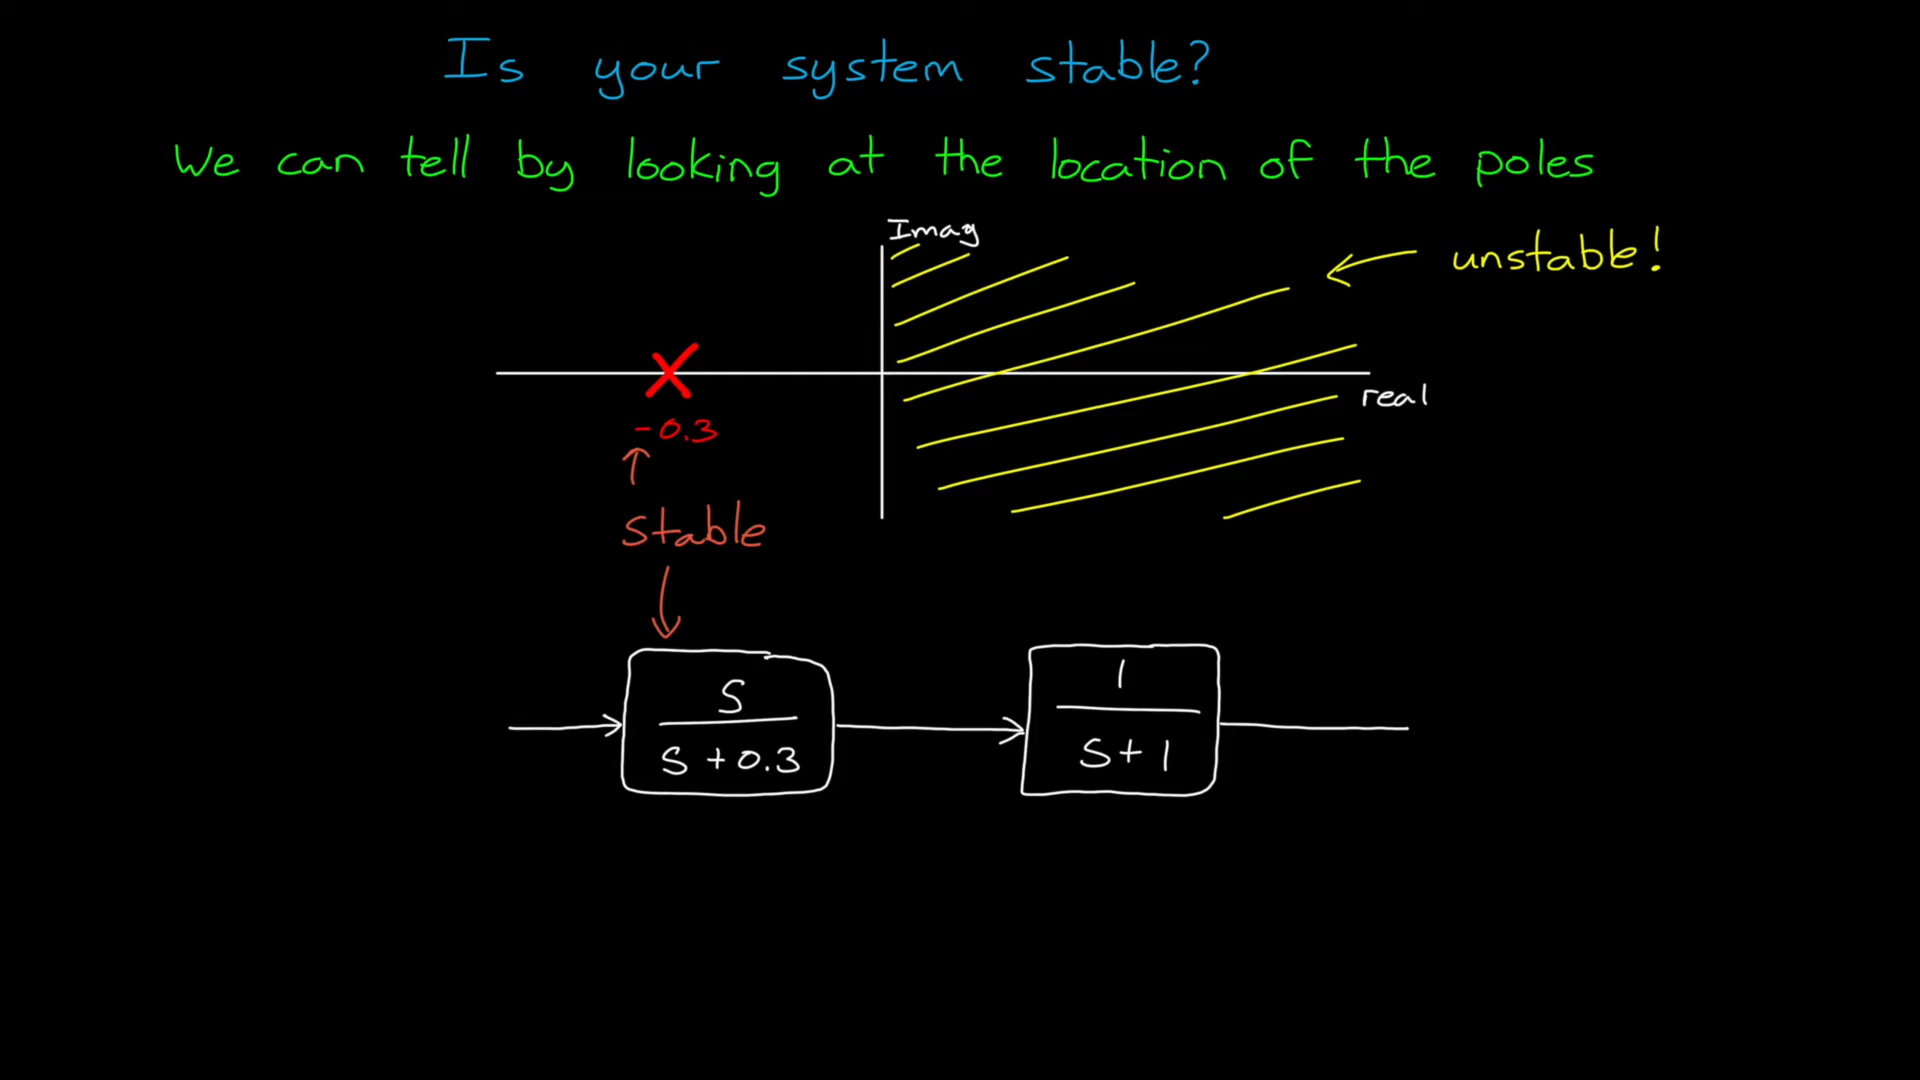 Is your system stable?
We can tell by looking at the location of the poles
Imag
unstable!
real
-0.3
stable
S
S+0.3
1
S+1